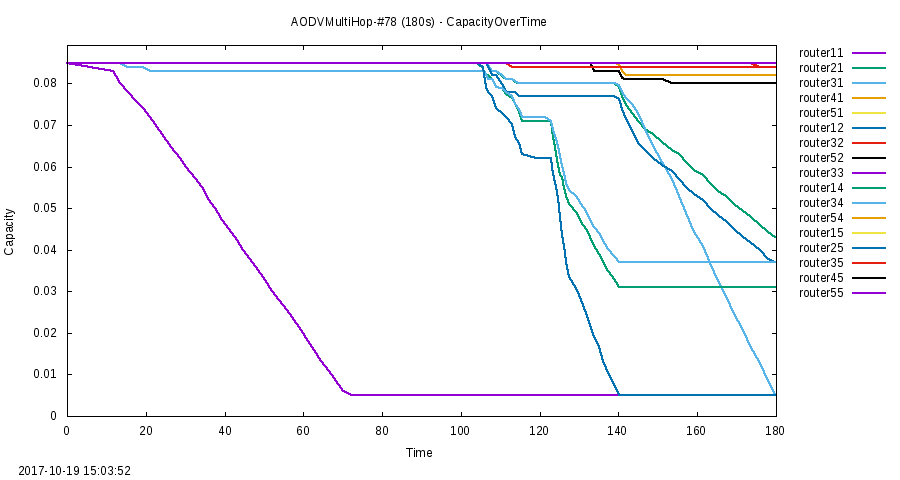 AODVMultiHop-#78 (180s) - CapacityOverTime
router11
router21
router31
router41
router51
router12
router32
router52
router33
router14
router34
router54
router15
router25
router35
router45
router55
Capacity
0.08
0.07
0.06
0.05
0.04
0.03
0.02
0.01
0
0 20 40 60 80 100 120 140 160 180
Time
2017-10-19 15:03:52